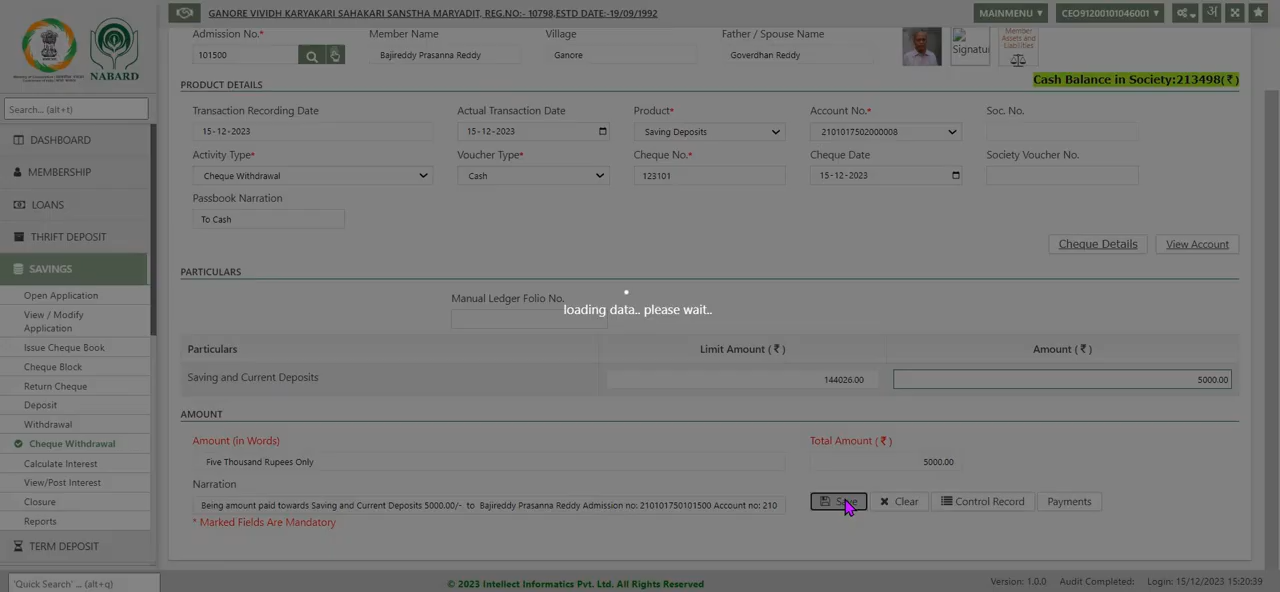 GANORE VIVIDH KARYAKARI SAHAKARI SANSTHA MARYADIT, REG.NO:- 10798,ESTD DATE:-19/09/1992
MAINMENU
CEO91200101046001
अ
NABARD
Admission No.*
Member Name
Village
Father / Spouse Name
101500
Bajireddy Prasanna Reddy
Ganore
Goverdhan Reddy
Signatu
Member Assets and Liabilities
Cash Balance in Society:213498(₹)
PRODUCT DETAILS
Transaction Recording Date
Actual Transaction Date
Product*
Account No.*
Soc. No.
15-12-2023
15-12-2023
Saving Deposits
2101017502000008
Activity Type*
Voucher Type*
Cheque No.*
Cheque Date
Society Voucher No.
Cheque Withdrawal
Cash
123101
15-12-2023
Passbook Narration
To Cash
Cheque Details
View Account
PARTICULARS
Manual Ledger Folio No.
loading data.. please wait..
Particulars
Limit Amount (₹)
Amount (₹)
Saving and Current Deposits
144026.00
5000.00
AMOUNT
Amount (in Words)
Total Amount (₹)
Five Thousand Rupees Only
5000.00
Narration
Being amount paid towards Saving and Current Deposits 5000.00/- to Bajireddy Prasanna Reddy Admission no: 210101750101500 Account no: 210
Save
Clear
Control Record
Payments
* Marked Fields Are Mandatory
Search... (alt+t)
DASHBOARD
MEMBERSHIP
LOANS
THRIFT DEPOSIT
SAVINGS
Open Application
View / Modify
Application
Issue Cheque Book
Cheque Block
Return Cheque
Deposit
Withdrawal
Cheque Withdrawal
Calculate Interest
View/Post Interest
Closure
Reports
TERM DEPOSIT
'Quick Search' ... (alt+q)
© 2023 Intellect Informatics Pvt. Ltd. All Rights Reserved
Version: 1.0.0
Audit Completed:
Login: 15/12/2023 15:20:39